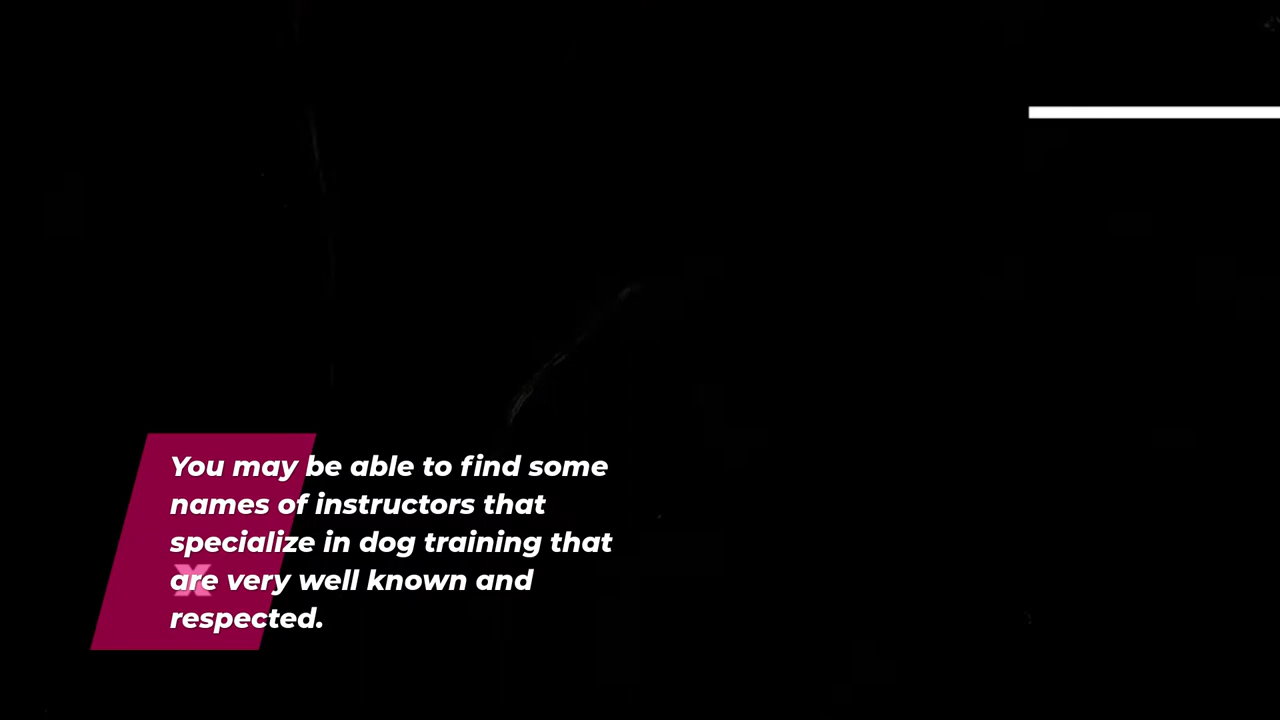 You may be able to find some
names of instructors that
specialize in dog training that
are very well known and
respected.